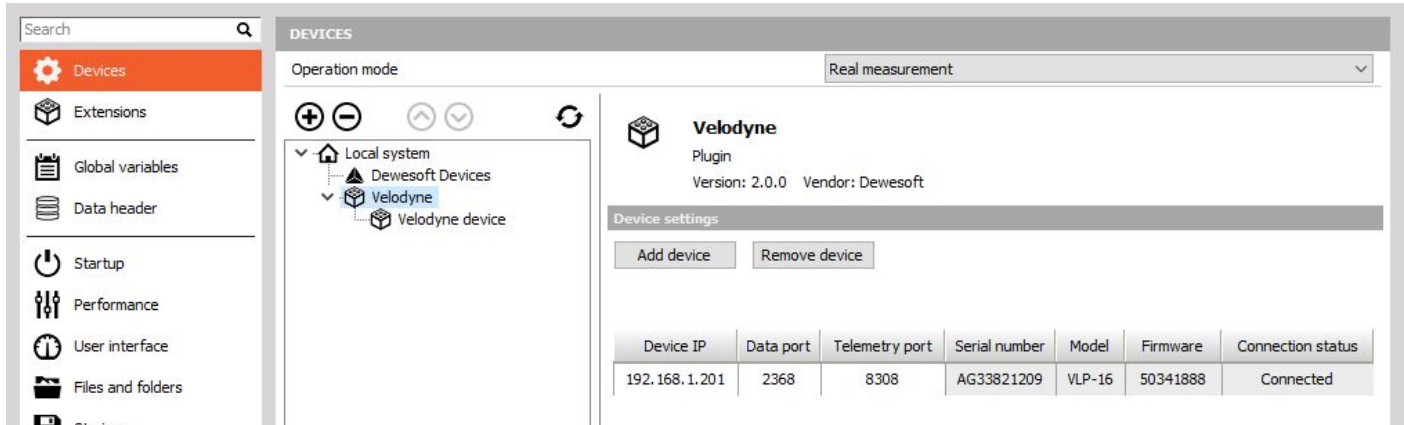 Search
Devices
Extensions
Global variables
Data header
Startup
Performance
User interface
Files and folders
DEVICES
Operation mode
Real measurement
Local system
Dewesoft Devices
Velodyne
Velodyne device
Velodyne
Plugin
Version: 2.0.0 Vendor: Dewesoft
Device settings
Add device Remove device
Device IP Data port Telemetry port Serial number Model Firmware Connection status
192.168.1.201 2368 8308 AG33821209 VLP-16 50341888 Connected